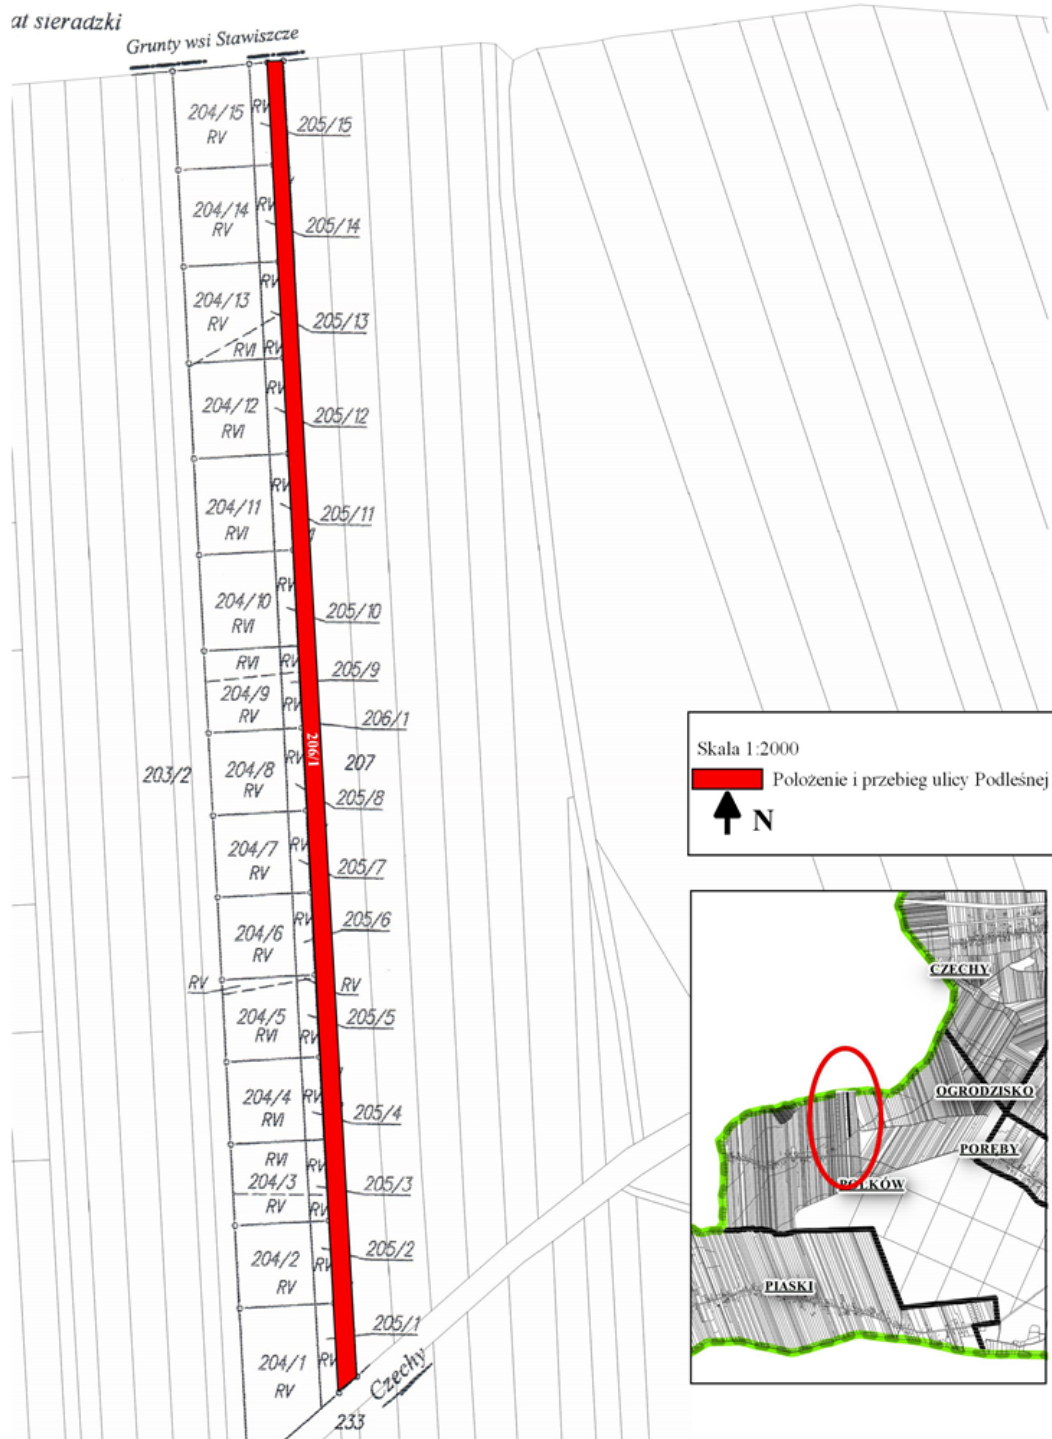 at sieradzki
Grunty wsi Stawiszcze
204/15
RV
RV
205/15
204/14
RV
RV
205/14
204/13
RV
RV
205/13
RVI
RV
204/12
RVI
RV
205/12
204/11
RVI
RV
205/11
204/10
RVI
RV
205/10
RVI
RV
205/9
204/9
RV
RV
206/1
206/1
203/2
204/8
RV
RV
207
205/8
204/7
RV
RV
205/7
204/6
RV
RV
205/6
RV
RV
204/5
RVI
RV
205/5
204/4
RVI
RV
205/4
RVI
RV
204/3
RV
RV
205/3
204/2
RV
RV
205/2
205/1
204/1
RV
RV
Czechy
233
Skala 1:2000
Położenie i przebieg ulicy Podleśnej
N
CZECHY
OGRODZISKO
PORĘBY
POLKÓW
PIASKI